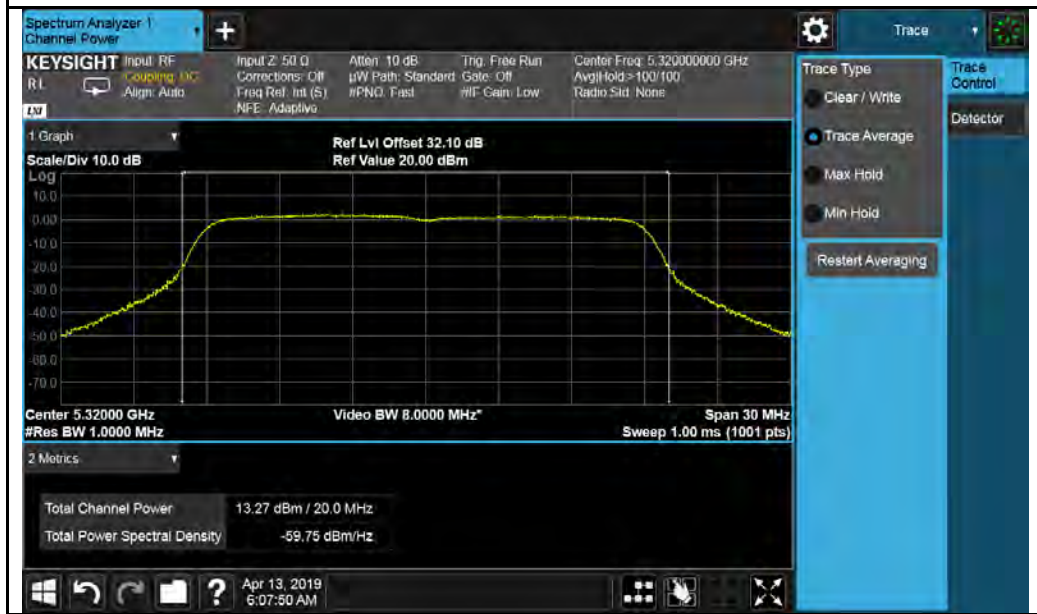 Spectrum Analyzer 1
Channel Power
+
Trace
KEYSIGHT
Input: RF
Coupling: DC
Align: Auto
R L
LXI
Input Z: 50 Ω
Corrections: Off
Freq Ref: Int (S)
NFE: Adaptive
Atten: 10 dB
µW Path: Standard
#PNO: Fast
Trig: Free Run
Gate: Off
#IF Gain: Low
Center Freq: 5.320000000 GHz
Avg|Hold:>100/100
Radio Std: None
Trace Type
Clear / Write
Trace Average
Max Hold
Min Hold
Restart Averaging
Trace
Control
Detector
1 Graph
Scale/Div 10.0 dB
Ref Lvl Offset 32.10 dB
Ref Value 20.00 dBm
Log
10.0
0.00
-10.0
-20.0
-30.0
-40.0
-50.0
-60.0
-70.0
Center 5.32000 GHz
#Res BW 1.0000 MHz
Video BW 8.0000 MHz*
Span 30 MHz
Sweep 1.00 ms (1001 pts)
2 Metrics
Total Channel Power 13.27 dBm / 20.0 MHz
Total Power Spectral Density -59.75 dBm/Hz
?
Apr 13, 2019
6:07:50 AM